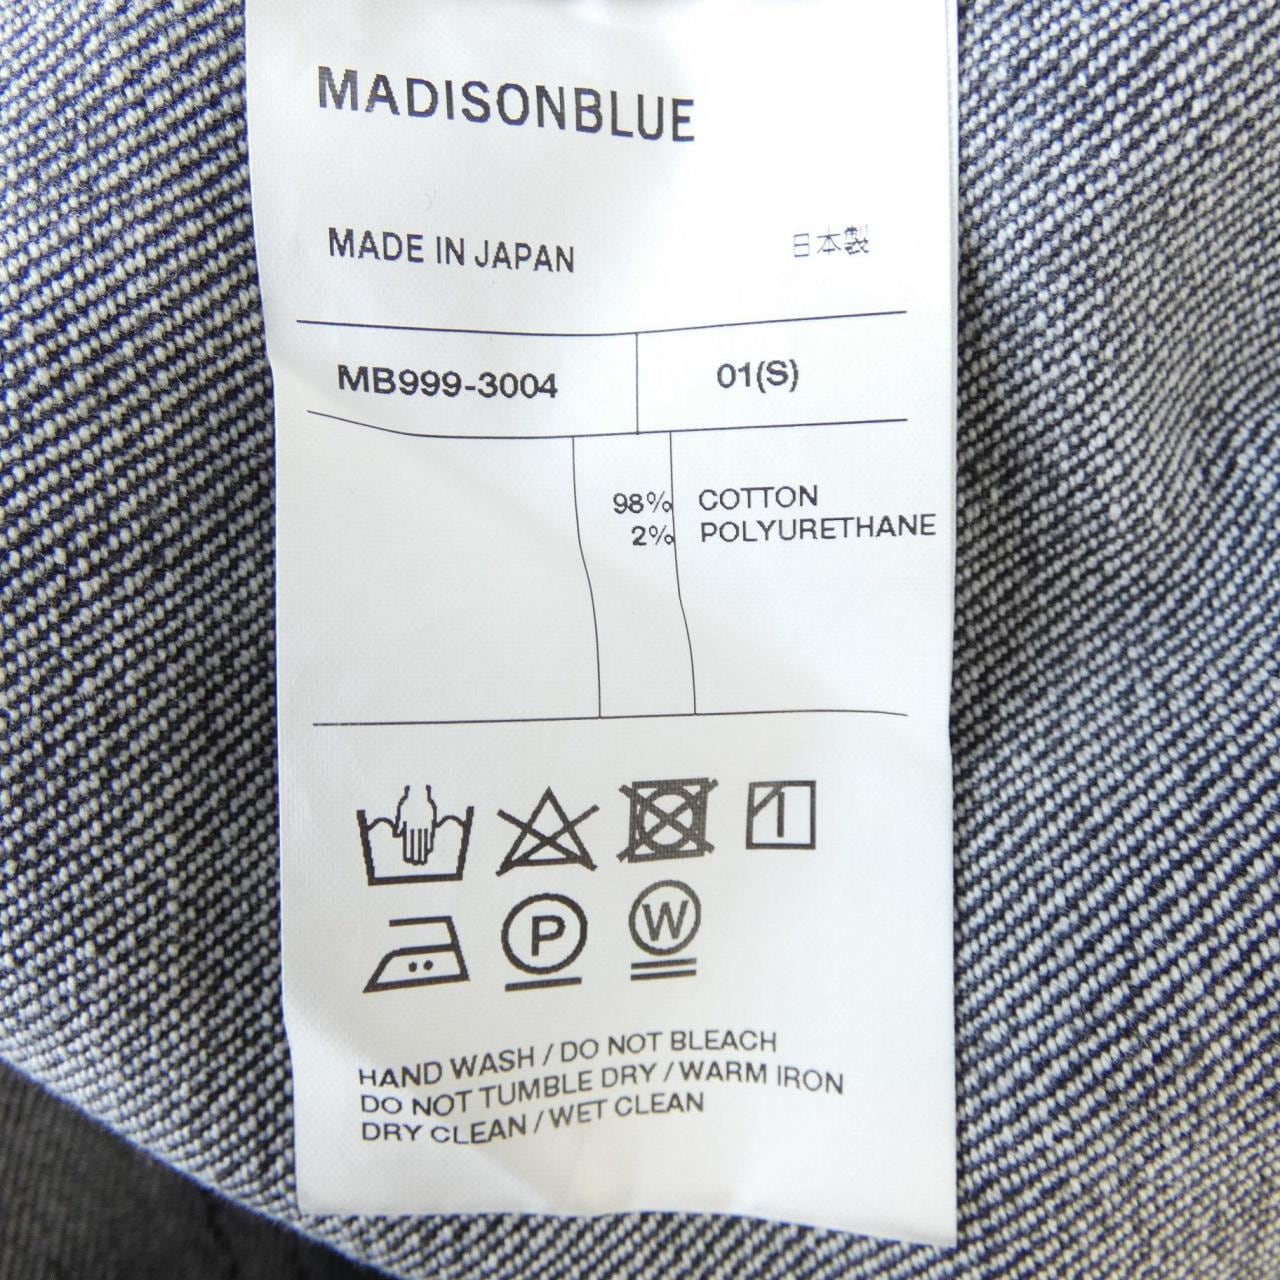 MADISONBLUE
MADE IN JAPAN 日本製
MB999-3004 01(S)
98% COTTON
2% POLYURETHANE
P W
HAND WASH / DO NOT BLEACH
DO NOT TUMBLE DRY / WARM IRON
DRY CLEAN / WET CLEAN